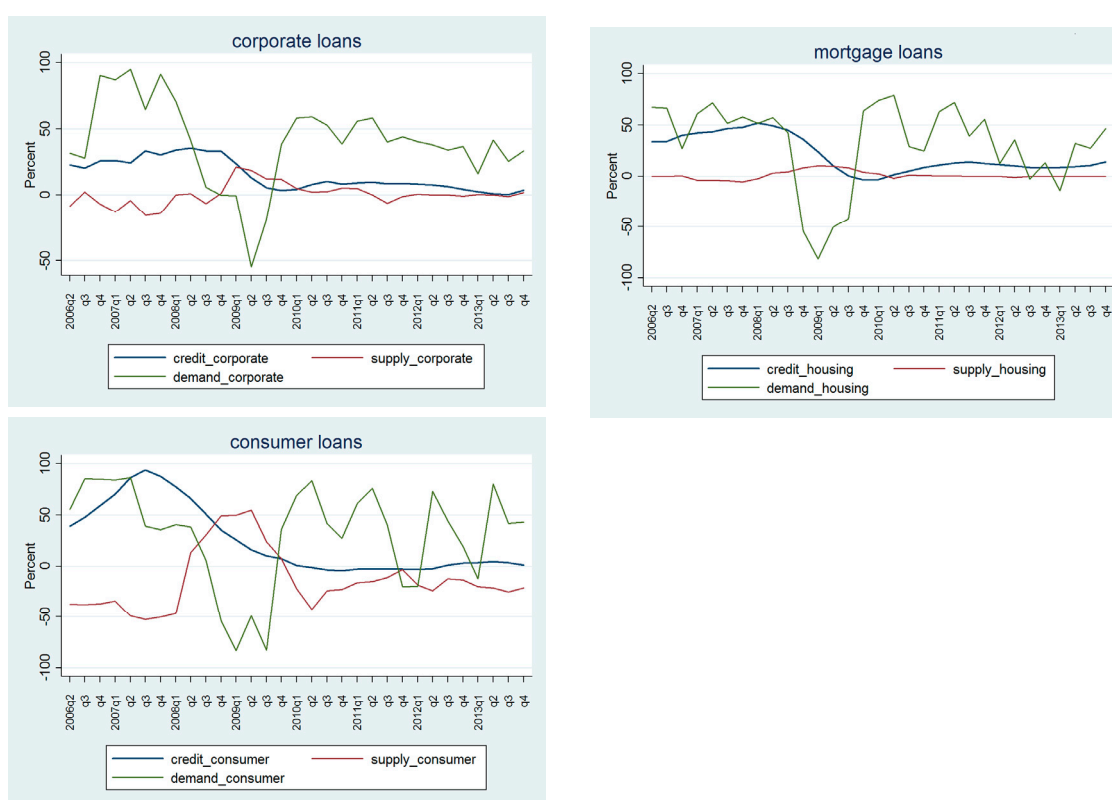 corporate loans
Percent
100
50
0
-50
2006q2 q3 q4 2007q1 q2 q3 q4 2008q1 q2 q3 q4 2009q1 q2 q3 q4 2010q1 q2 q3 q4 2011q1 q2 q3 q4 2012q1 q2 q3 q4 2013q1 q2 q3 q4
credit_corporate supply_corporate
demand_corporate
mortgage loans
Percent
100
50
0
-50
-100
2006q2 q3 q4 2007q1 q2 q3 q4 2008q1 q2 q3 q4 2009q1 q2 q3 q4 2010q1 q2 q3 q4 2011q1 q2 q3 q4 2012q1 q2 q3 q4 2013q1 q2 q3 q4
credit_housing supply_housing
demand_housing
consumer loans
Percent
100
50
0
-50
-100
2006q2 q3 q4 2007q1 q2 q3 q4 2008q1 q2 q3 q4 2009q1 q2 q3 q4 2010q1 q2 q3 q4 2011q1 q2 q3 q4 2012q1 q2 q3 q4 2013q1 q2 q3 q4
credit_consumer supply_consumer
demand_consumer